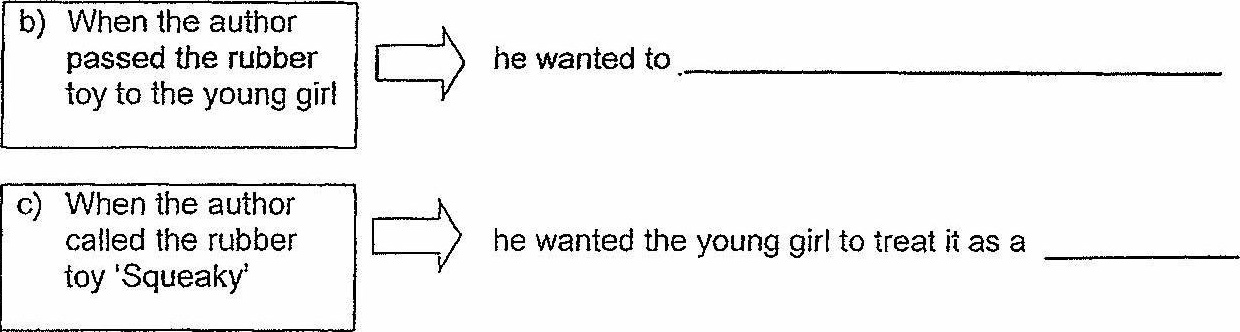 b) When the author
passed the rubber
toy to the young girl
he wanted to
c) When the author
called the rubber
toy 'Squeaky'
he wanted the young girl to treat it as a